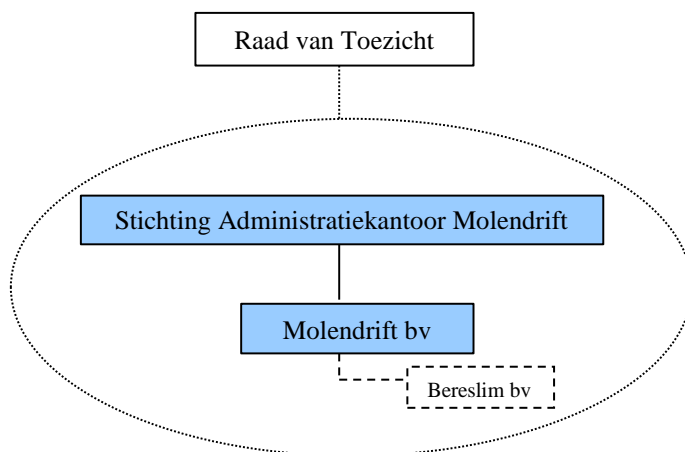 Raad van Toezicht
Stichting Administratiekantoor Molendrift
Molendrift bv
Bereslim bv